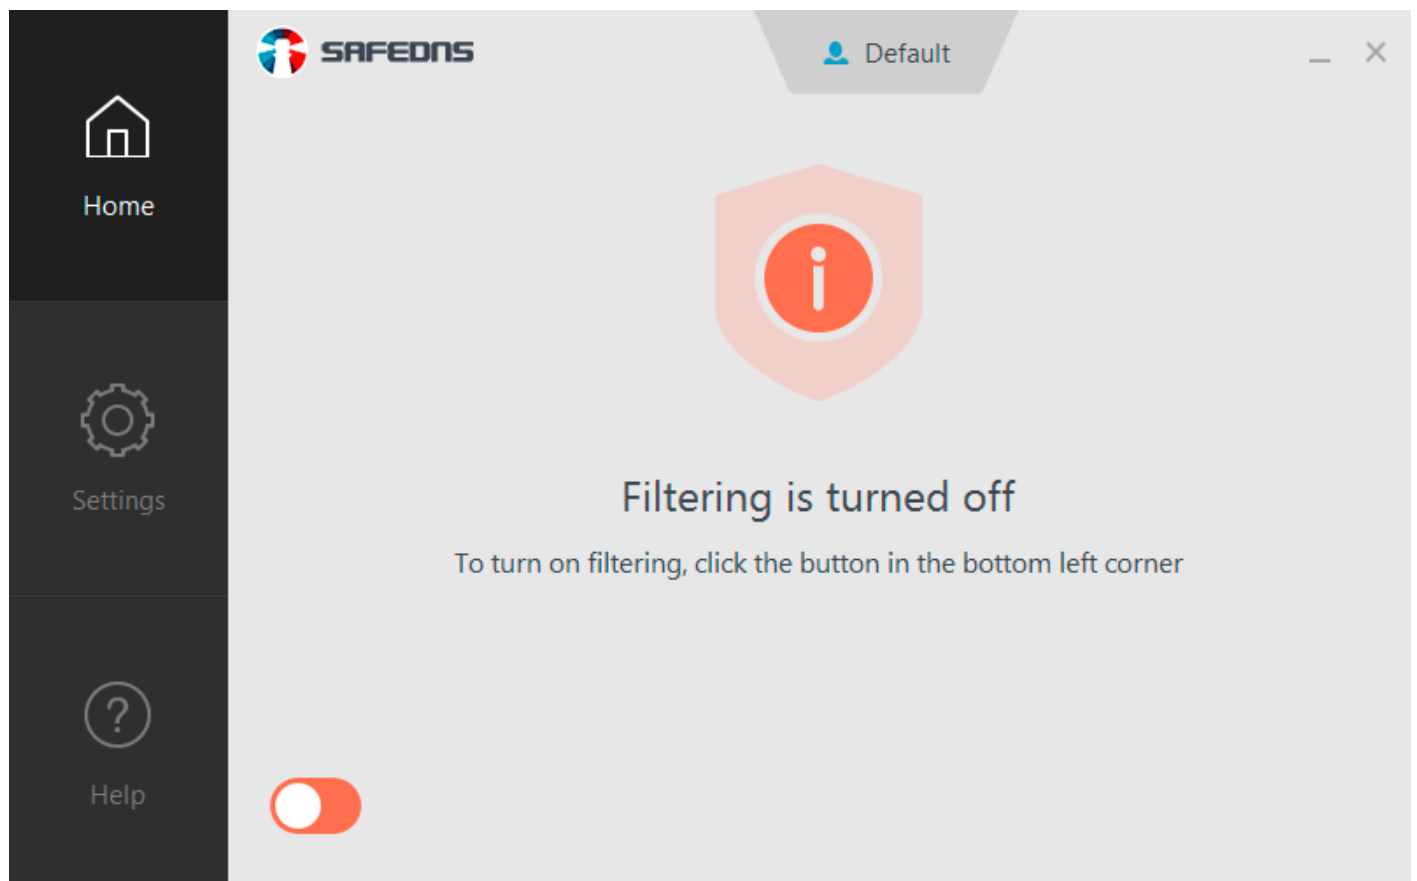 SAFEDNS
Default
Home
Settings
Help
Filtering is turned off
To turn on filtering, click the button in the bottom left corner